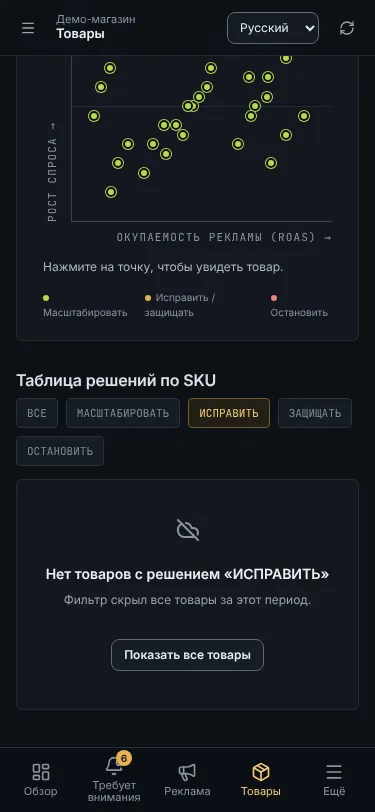 Демо-магазин
Товары
Русский
РОСТ СПРОСА →
ОКУПАЕМОСТЬ РЕКЛАМЫ (ROAS) →
Нажмите на точку, чтобы увидеть товар.
Масштабировать
Исправить /
защищать
Остановить
Таблица решений по SKU
ВСЕ
МАСШТАБИРОВАТЬ
ИСПРАВИТЬ
ЗАЩИЩАТЬ
ОСТАНОВИТЬ
Нет товаров с решением «ИСПРАВИТЬ»
Фильтр скрыл все товары за этот период.
Показать все товары
6
Обзор
Требует
внимания
Реклама
Товары
Ещё